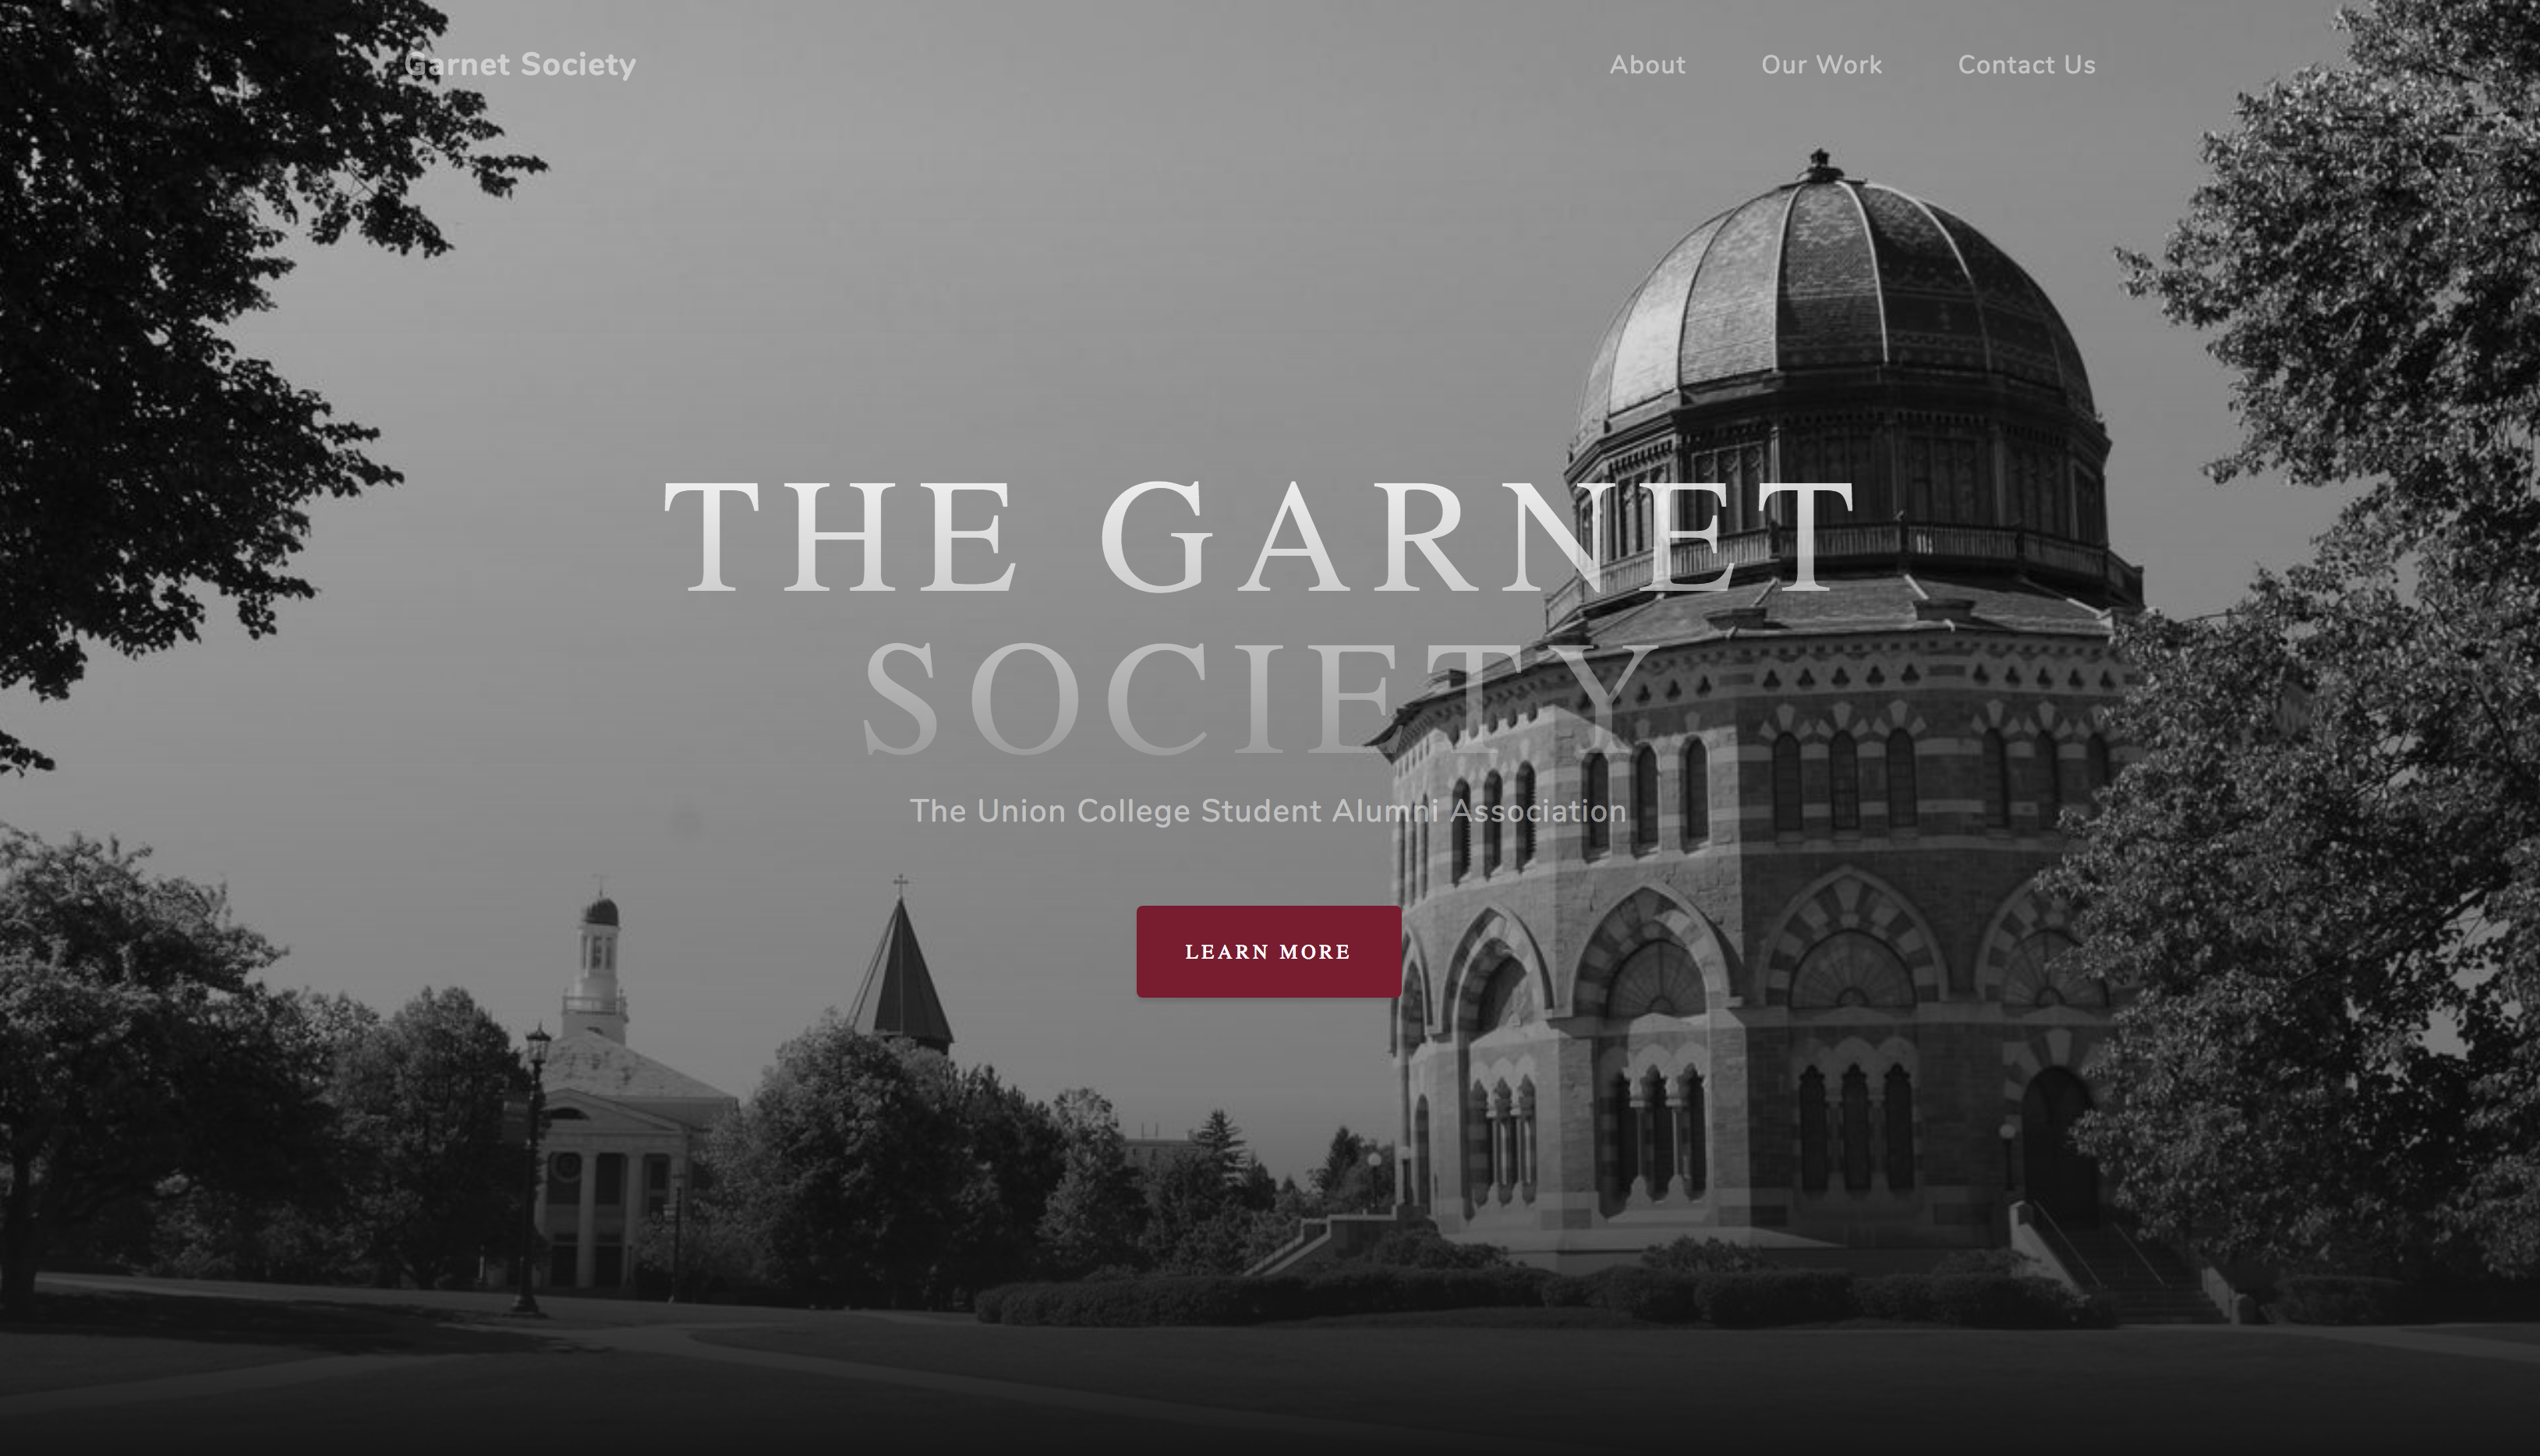 Garnet Society
About
Our Work
Contact Us
THE GARNET
SOCIETY
The Union College Student Alumni Association
LEARN MORE